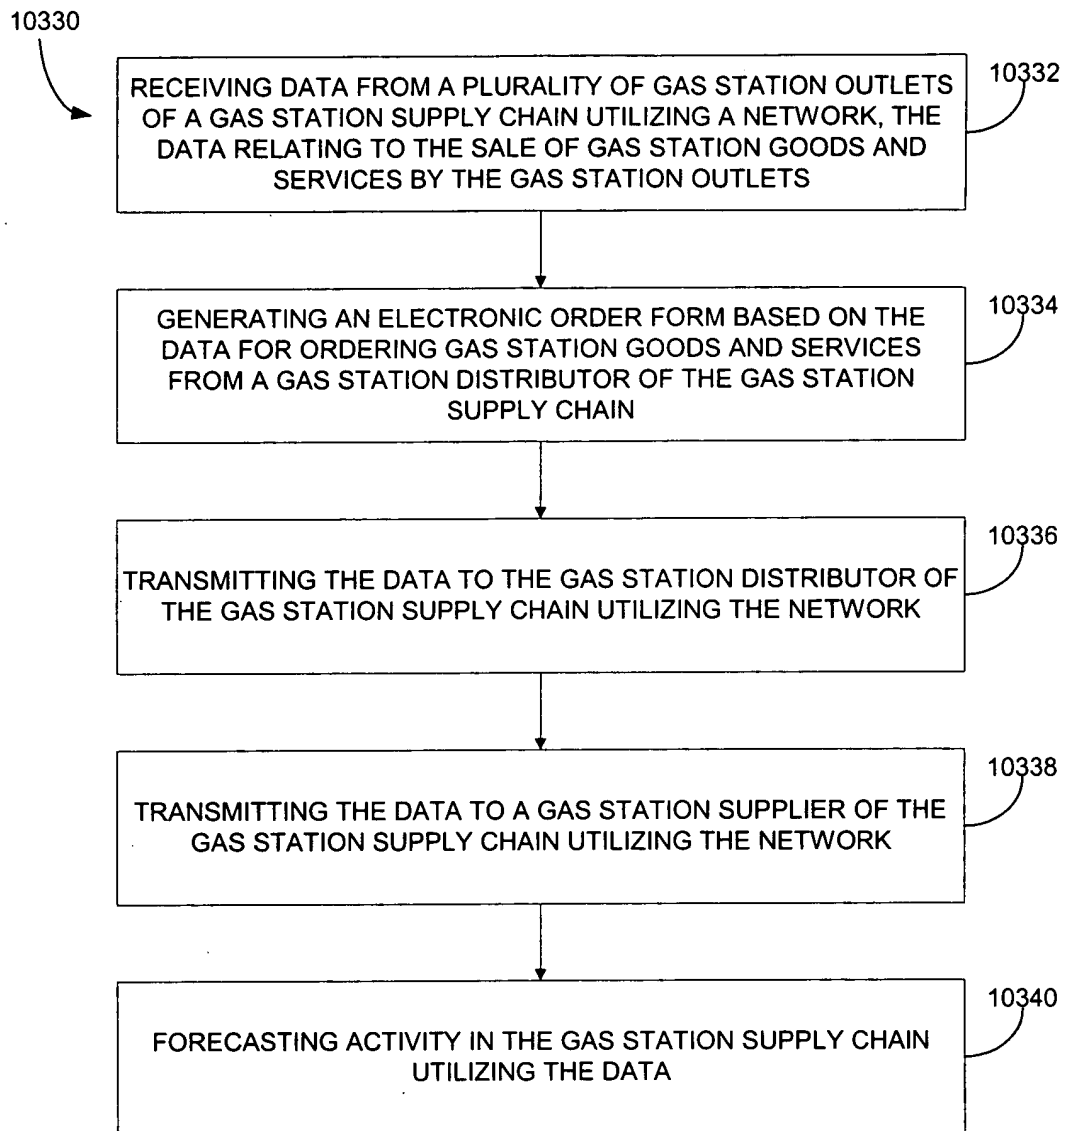 10330
RECEIVING DATA FROM A PLURALITY OF GAS STATION OUTLETS
OF A GAS STATION SUPPLY CHAIN UTILIZING A NETWORK, THE
DATA RELATING TO THE SALE OF GAS STATION GOODS AND
SERVICES BY THE GAS STATION OUTLETS
10332
GENERATING AN ELECTRONIC ORDER FORM BASED ON THE
DATA FOR ORDERING GAS STATION GOODS AND SERVICES
FROM A GAS STATION DISTRIBUTOR OF THE GAS STATION
SUPPLY CHAIN
10334
TRANSMITTING THE DATA TO THE GAS STATION DISTRIBUTOR OF
THE GAS STATION SUPPLY CHAIN UTILIZING THE NETWORK
10336
TRANSMITTING THE DATA TO A GAS STATION SUPPLIER OF THE
GAS STATION SUPPLY CHAIN UTILIZING THE NETWORK
10338
FORECASTING ACTIVITY IN THE GAS STATION SUPPLY CHAIN
UTILIZING THE DATA
10340